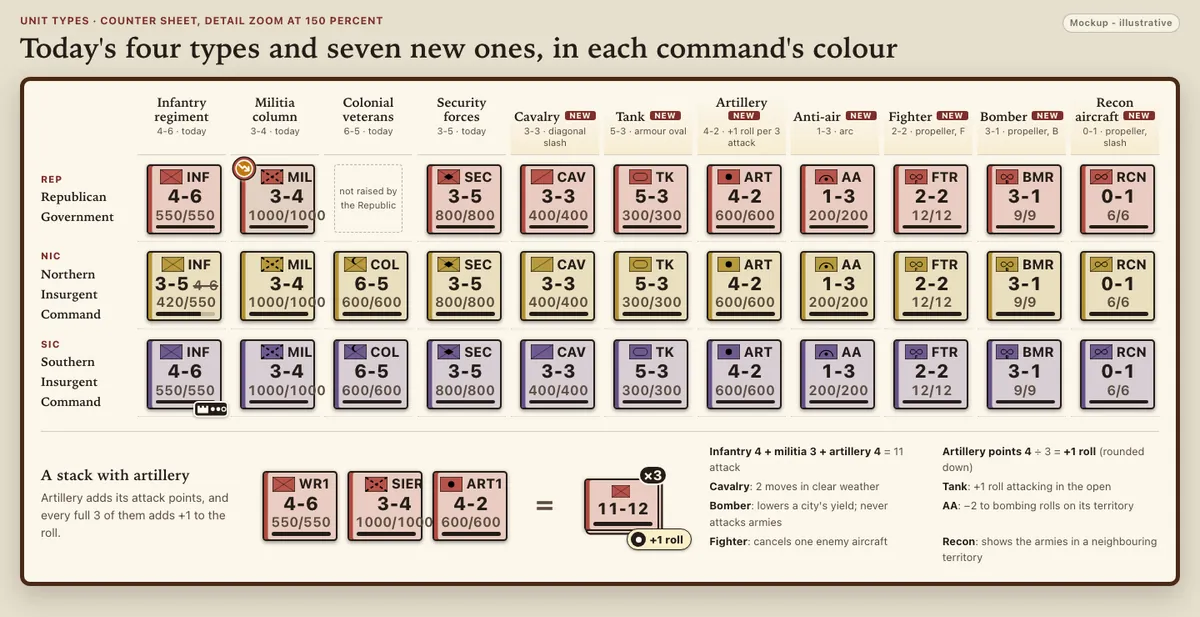 UNIT TYPES · COUNTER SHEET, DETAIL ZOOM AT 150 PERCENT
Mockup - illustrative
Today's four types and seven new ones, in each command's colour
Infantry regiment
4-6 · today
Militia column
3-4 · today
Colonial veterans
6-5 · today
Security forces
3-5 · today
Cavalry NEW
3-3 · diagonal slash
Tank NEW
5-3 · armour oval
Artillery NEW
4-2 · +1 roll per 3 attack
Anti-air NEW
1-3 · arc
Fighter NEW
2-2 · propeller, F
Bomber NEW
3-1 · propeller, B
Recon aircraft NEW
0-1 · propeller, slash
REP
Republican
Government
INF
4-6
550/550
MIL
3-4
1000/1000
not raised by
the Republic
SEC
3-5
800/800
CAV
3-3
400/400
TK
5-3
300/300
ART
4-2
600/600
AA
1-3
200/200
FTR
2-2
12/12
BMR
3-1
9/9
RCN
0-1
6/6
NIC
Northern
Insurgent
Command
INF
3-5 4-6
420/550
MIL
3-4
1000/1000
COL
6-5
600/600
SEC
3-5
800/800
CAV
3-3
400/400
TK
5-3
300/300
ART
4-2
600/600
AA
1-3
200/200
FTR
2-2
12/12
BMR
3-1
9/9
RCN
0-1
6/6
SIC
Southern
Insurgent
Command
INF
4-6
550/550
MIL
3-4
1000/1000
COL
6-5
600/600
SEC
3-5
800/800
CAV
3-3
400/400
TK
5-3
300/300
ART
4-2
600/600
AA
1-3
200/200
FTR
2-2
12/12
BMR
3-1
9/9
RCN
0-1
6/6
A stack with artillery
Artillery adds its attack points, and
every full 3 of them adds +1 to the
roll.
WR1
4-6
550/550
SIER
3-4
1000/1000
ART1
4-2
600/600
=
x3
11-12
+1 roll
Infantry 4 + militia 3 + artillery 4 = 11
attack
Cavalry: 2 moves in clear weather
Bomber: lowers a city's yield; never
attacks armies
Fighter: cancels one enemy aircraft
Artillery points 4 ÷ 3 = +1 roll (rounded
down)
Tank: +1 roll attacking in the open
AA: −2 to bombing rolls on its territory
Recon: shows the armies in a neighbouring
territory